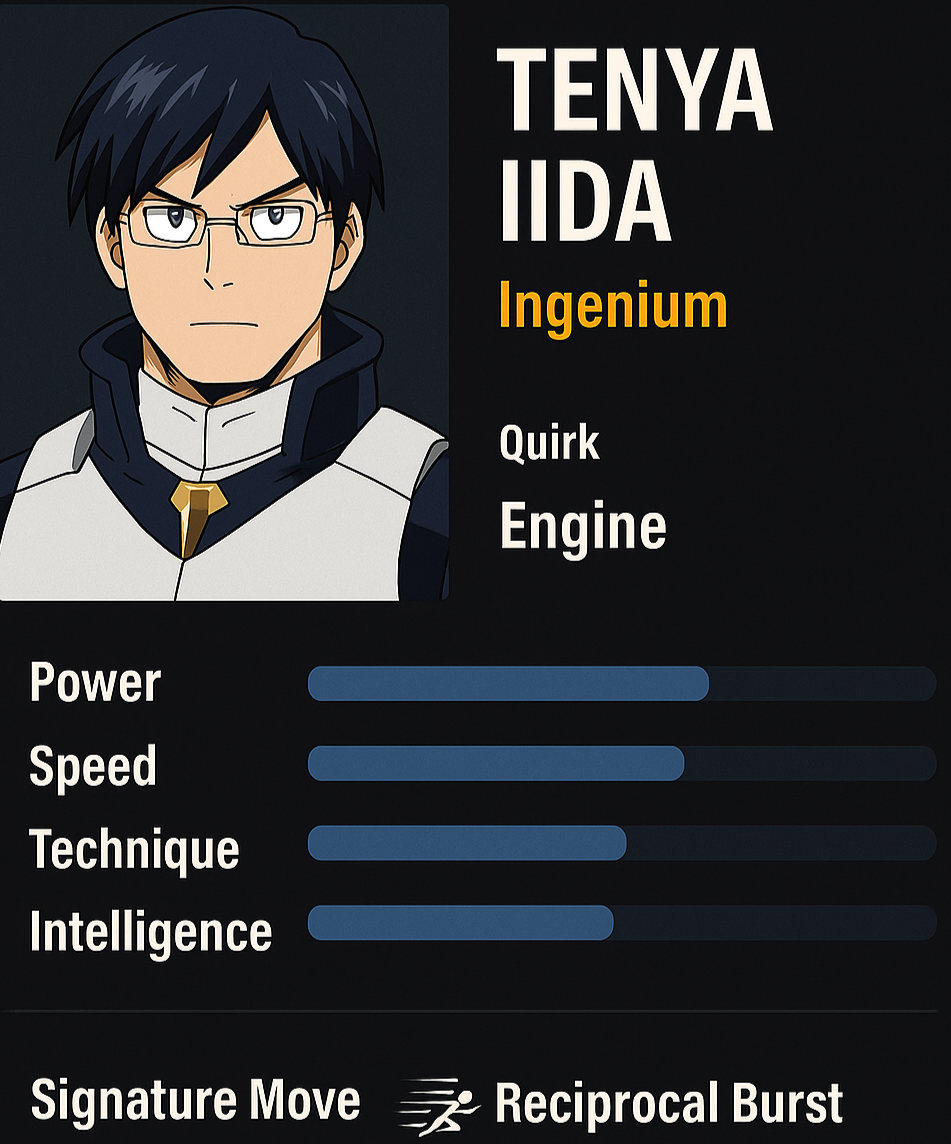 TENYA
IIDA
Ingenium
Quirk
Engine
Power
Speed
Technique
Intelligence
Signature Move Reciprocal Burst